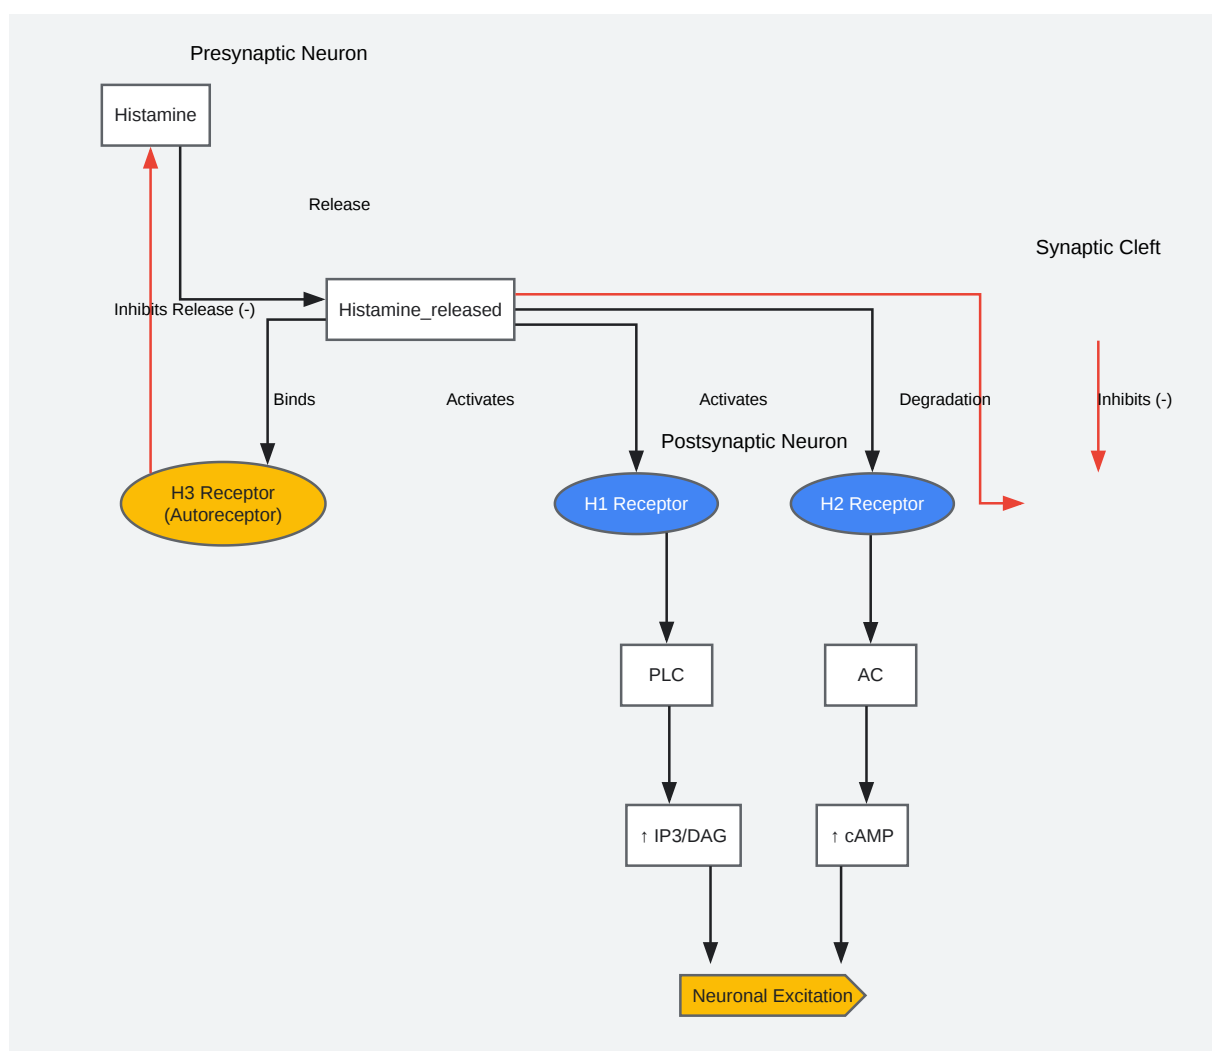 Presynaptic Neuron
Histamine
Release
Synaptic Cleft
Inhibits Release (-)
Histamine_released
Binds
Activates
Activates
Degradation
Inhibits (-)
Postsynaptic Neuron
H3 Receptor
(Autoreceptor)
H1 Receptor
H2 Receptor
PLC
AC
↑ IP3/DAG
↑ cAMP
Neuronal Excitation